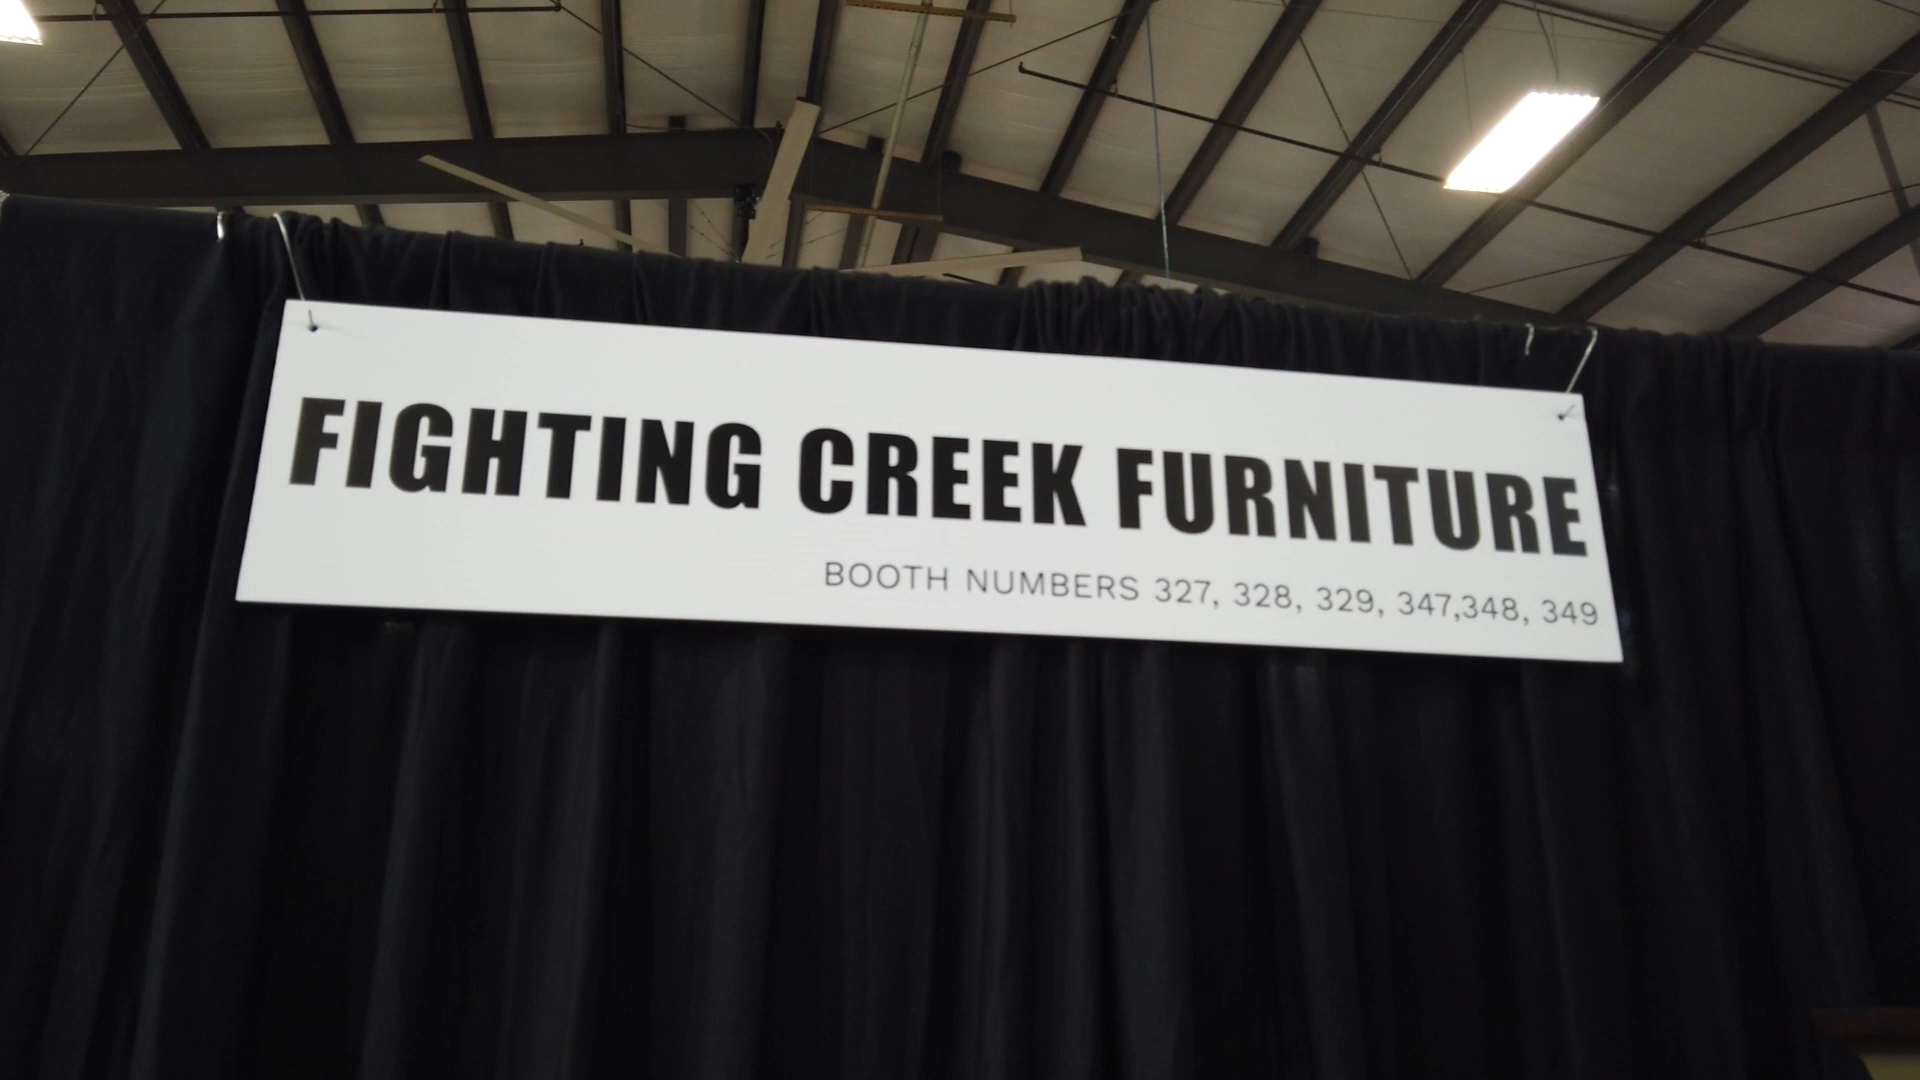 FIGHTING CREEK FURNITURE
BOOTH NUMBERS 327, 328, 329, 347,348, 349